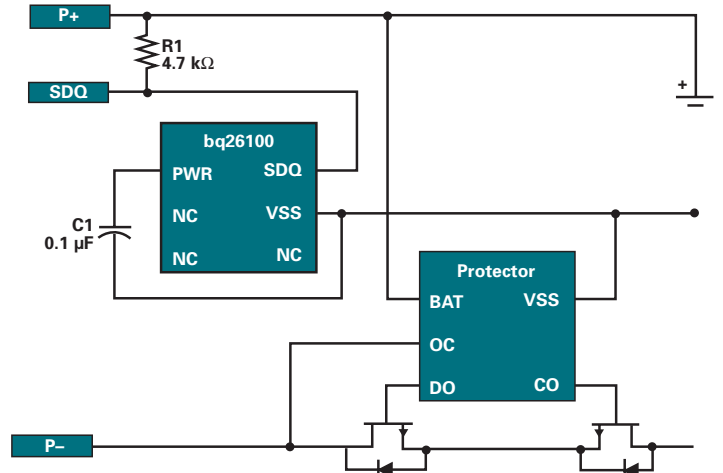 P+
R1
4.7 kΩ
+
SDQ
bq26100
PWR
SDQ
NC
VSS
C1
0.1 µF
NC
NC
Protector
BAT
VSS
OC
DO
CO
P–